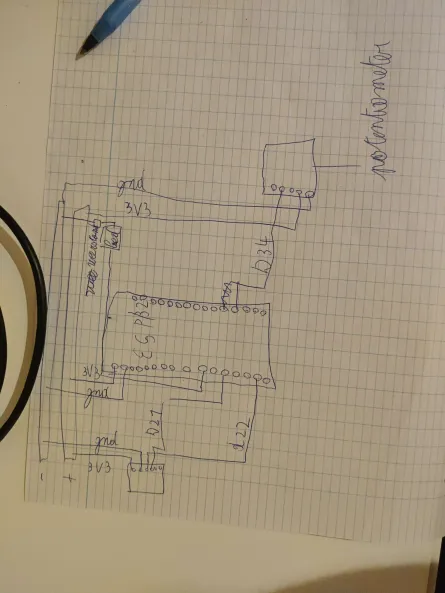 potentiometer
gnd
3V3
D34
ESP32
3V3
gnd
D21
D22
gnd
3V3
-
+